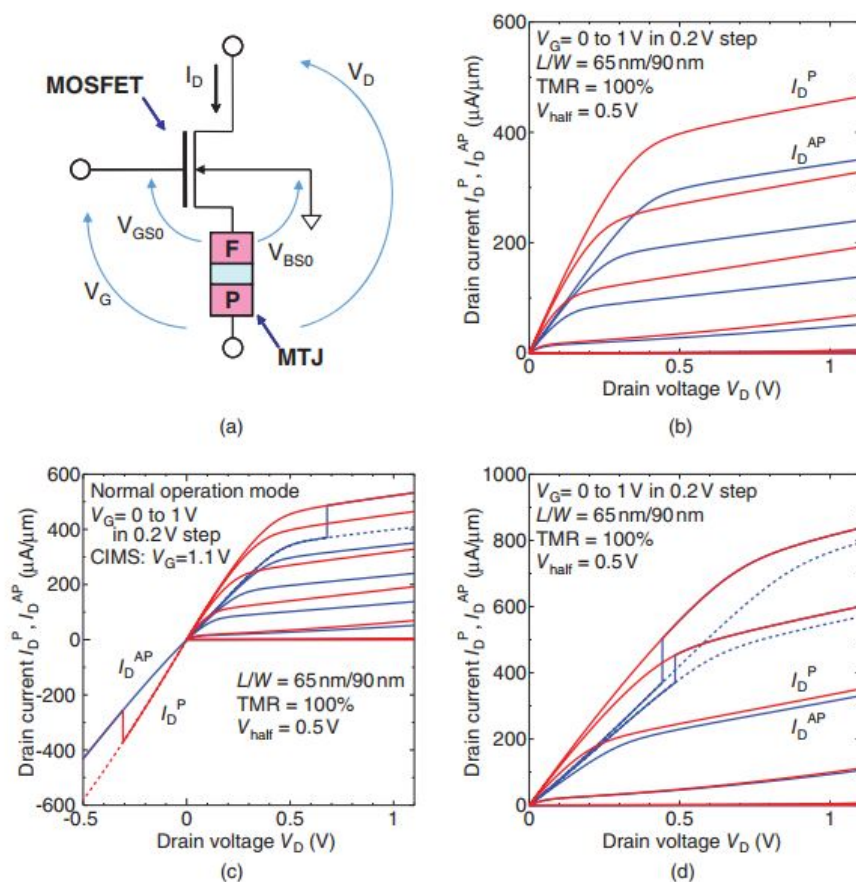 MOSFET
I_D
V_D
V_GS0
V_BS0
V_G
F
P
MTJ
(a)
Drain current I_D^P, I_D^AP (μA/μm)
600
400
200
0
V_G= 0 to 1 V in 0.2 V step
L/W = 65 nm/90 nm
TMR = 100%
V_half = 0.5 V
I_D^P
I_D^AP
0
0.5
1
Drain voltage V_D (V)
(b)
Drain current I_D^P, I_D^AP (μA/μm)
600
400
200
0
-200
-400
-600
Normal operation mode
V_G= 0 to 1 V
in 0.2 V step
CIMS: V_G=1.1 V
I_D^AP
I_D^P
L/W = 65 nm/90 nm
TMR = 100%
V_half = 0.5 V
-0.5
0
0.5
1
Drain voltage V_D (V)
(c)
Drain current I_D^P, I_D^AP (μA/μm)
1000
800
600
400
200
0
V_G= 0 to 1 V in 0.2 V step
L/W = 65 nm/90 nm
TMR = 100%
V_half = 0.5 V
I_D^P
I_D^AP
0
0.5
1
Drain voltage V_D (V)
(d)